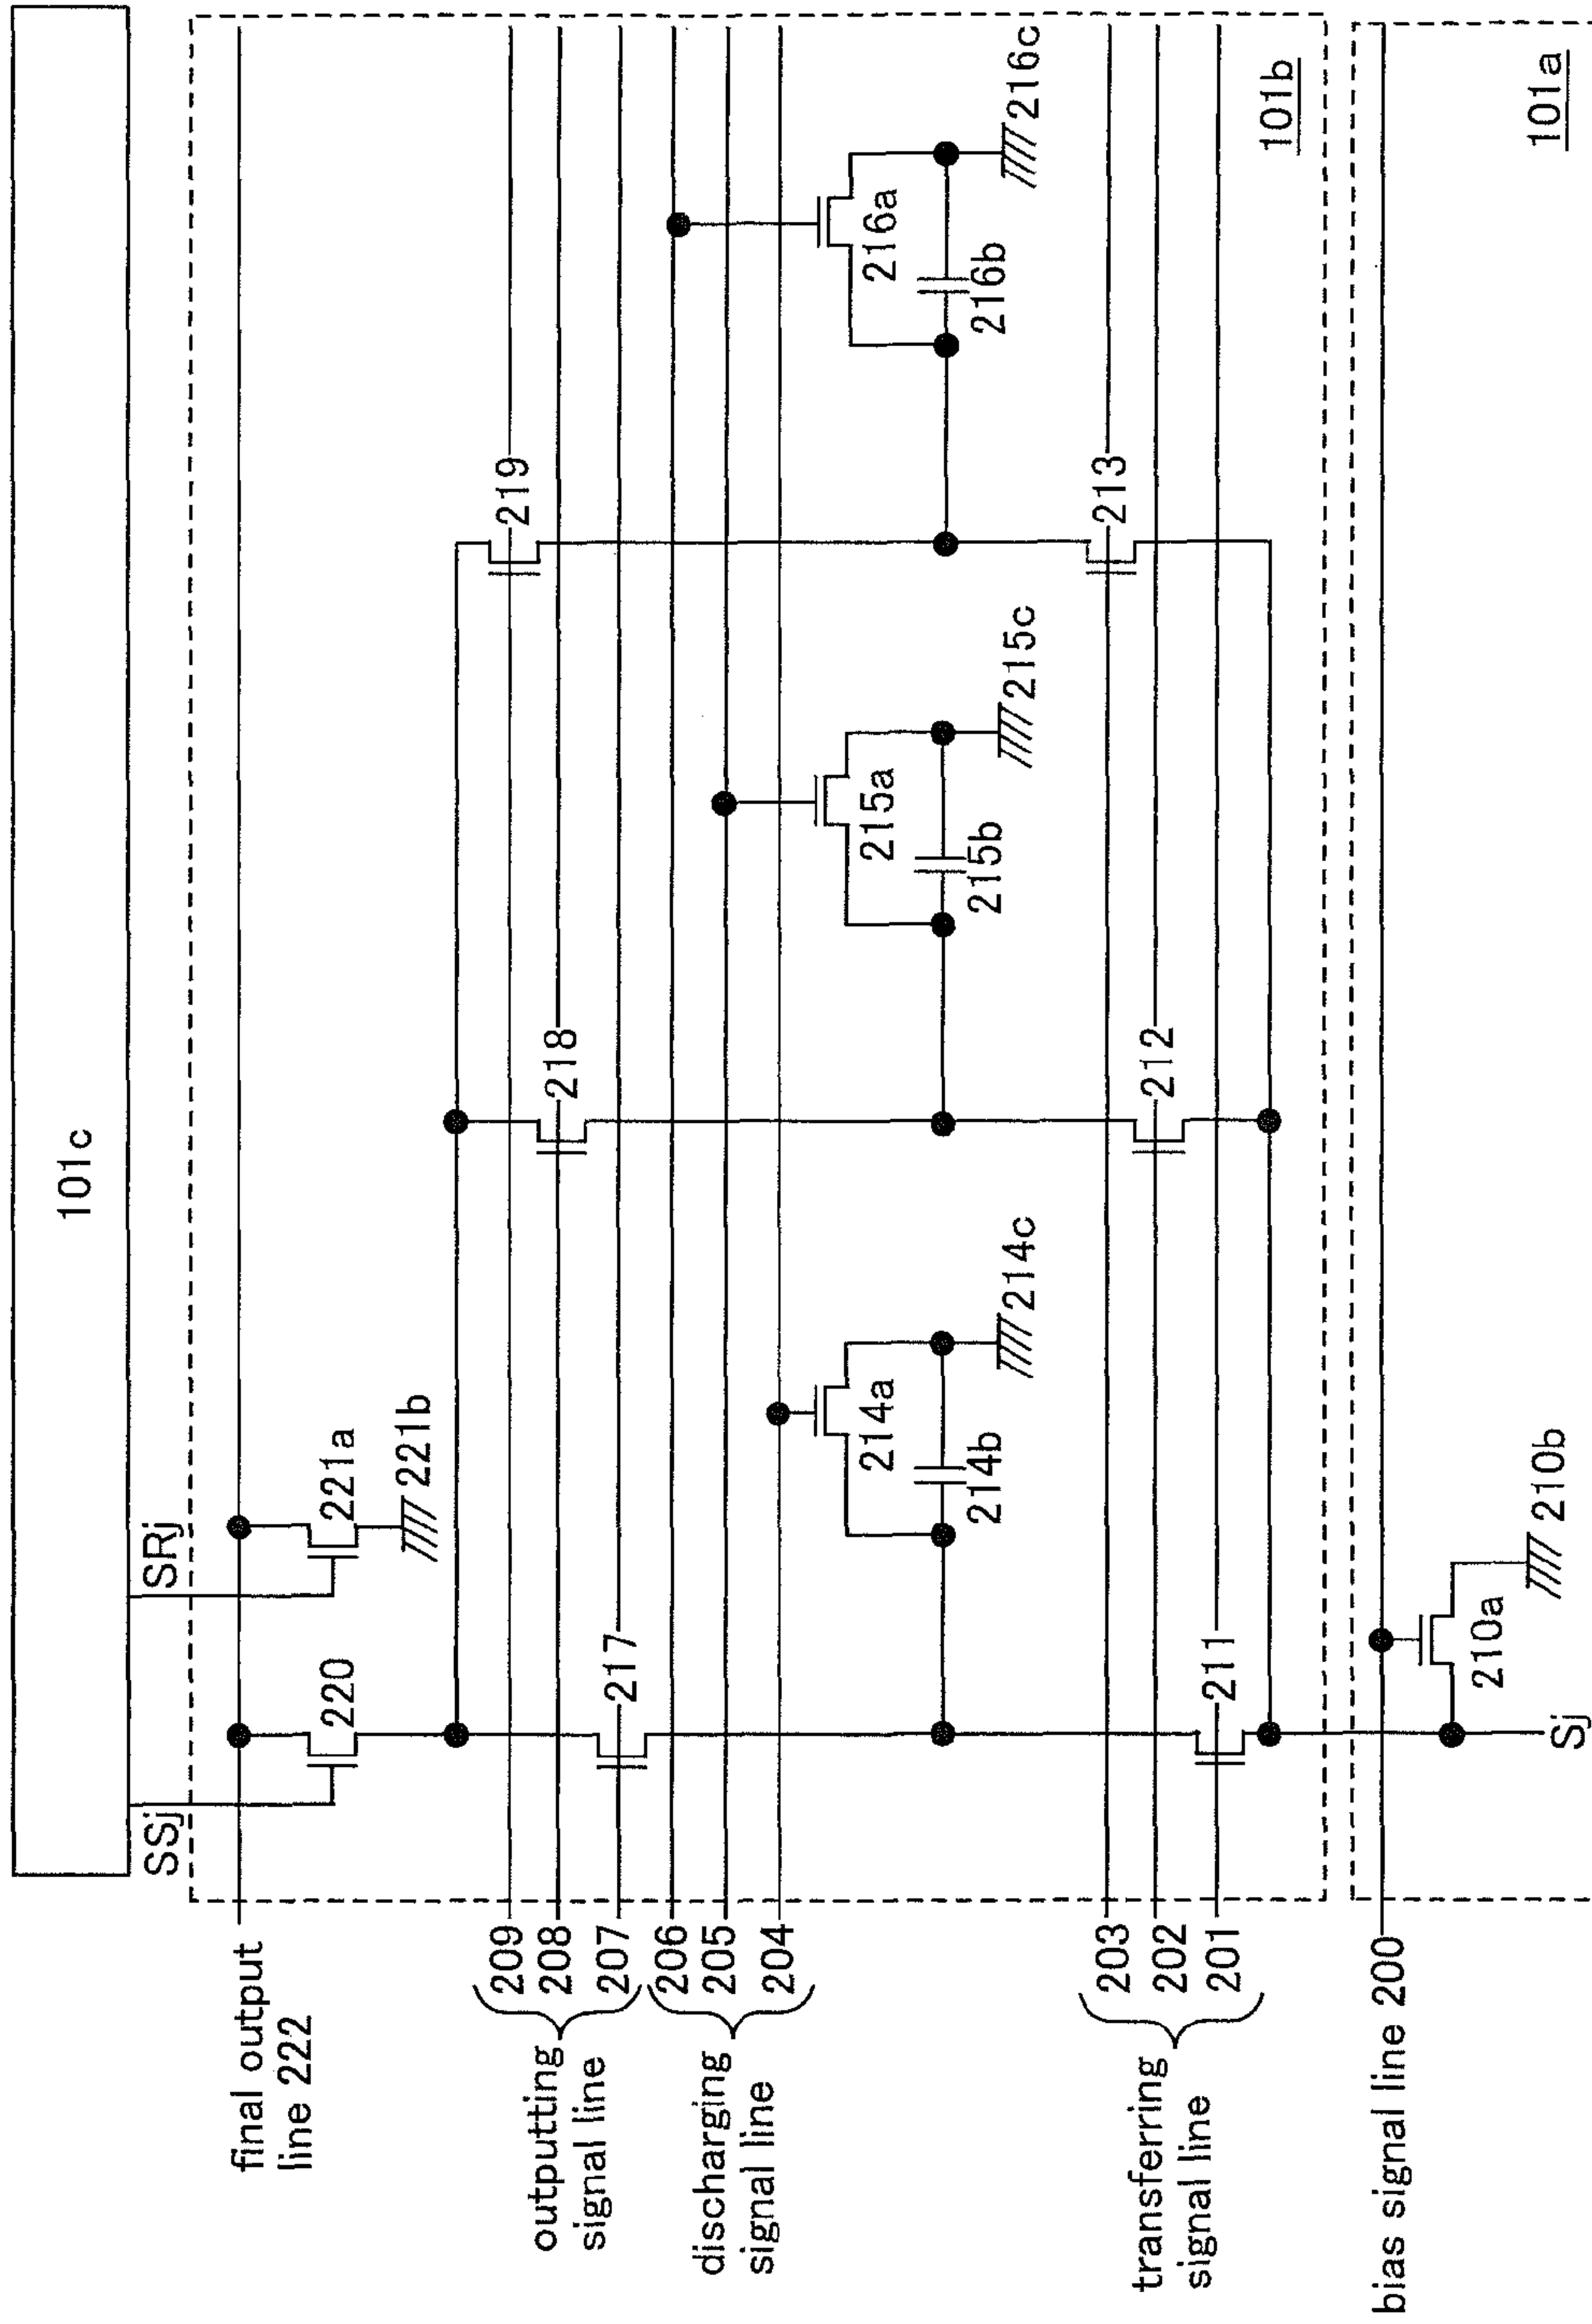 101c
SSj
SRj
final output
line 222
220
221a
221b
209
208
207
outputting
signal line
206
205
204
discharging
signal line
203
202
201
transferring
signal line
217
218
219
214a
214b
214c
215a
215b
215c
216a
216b
216c
211
212
213
101b
bias signal line 200
210a
210b
Sj
101a